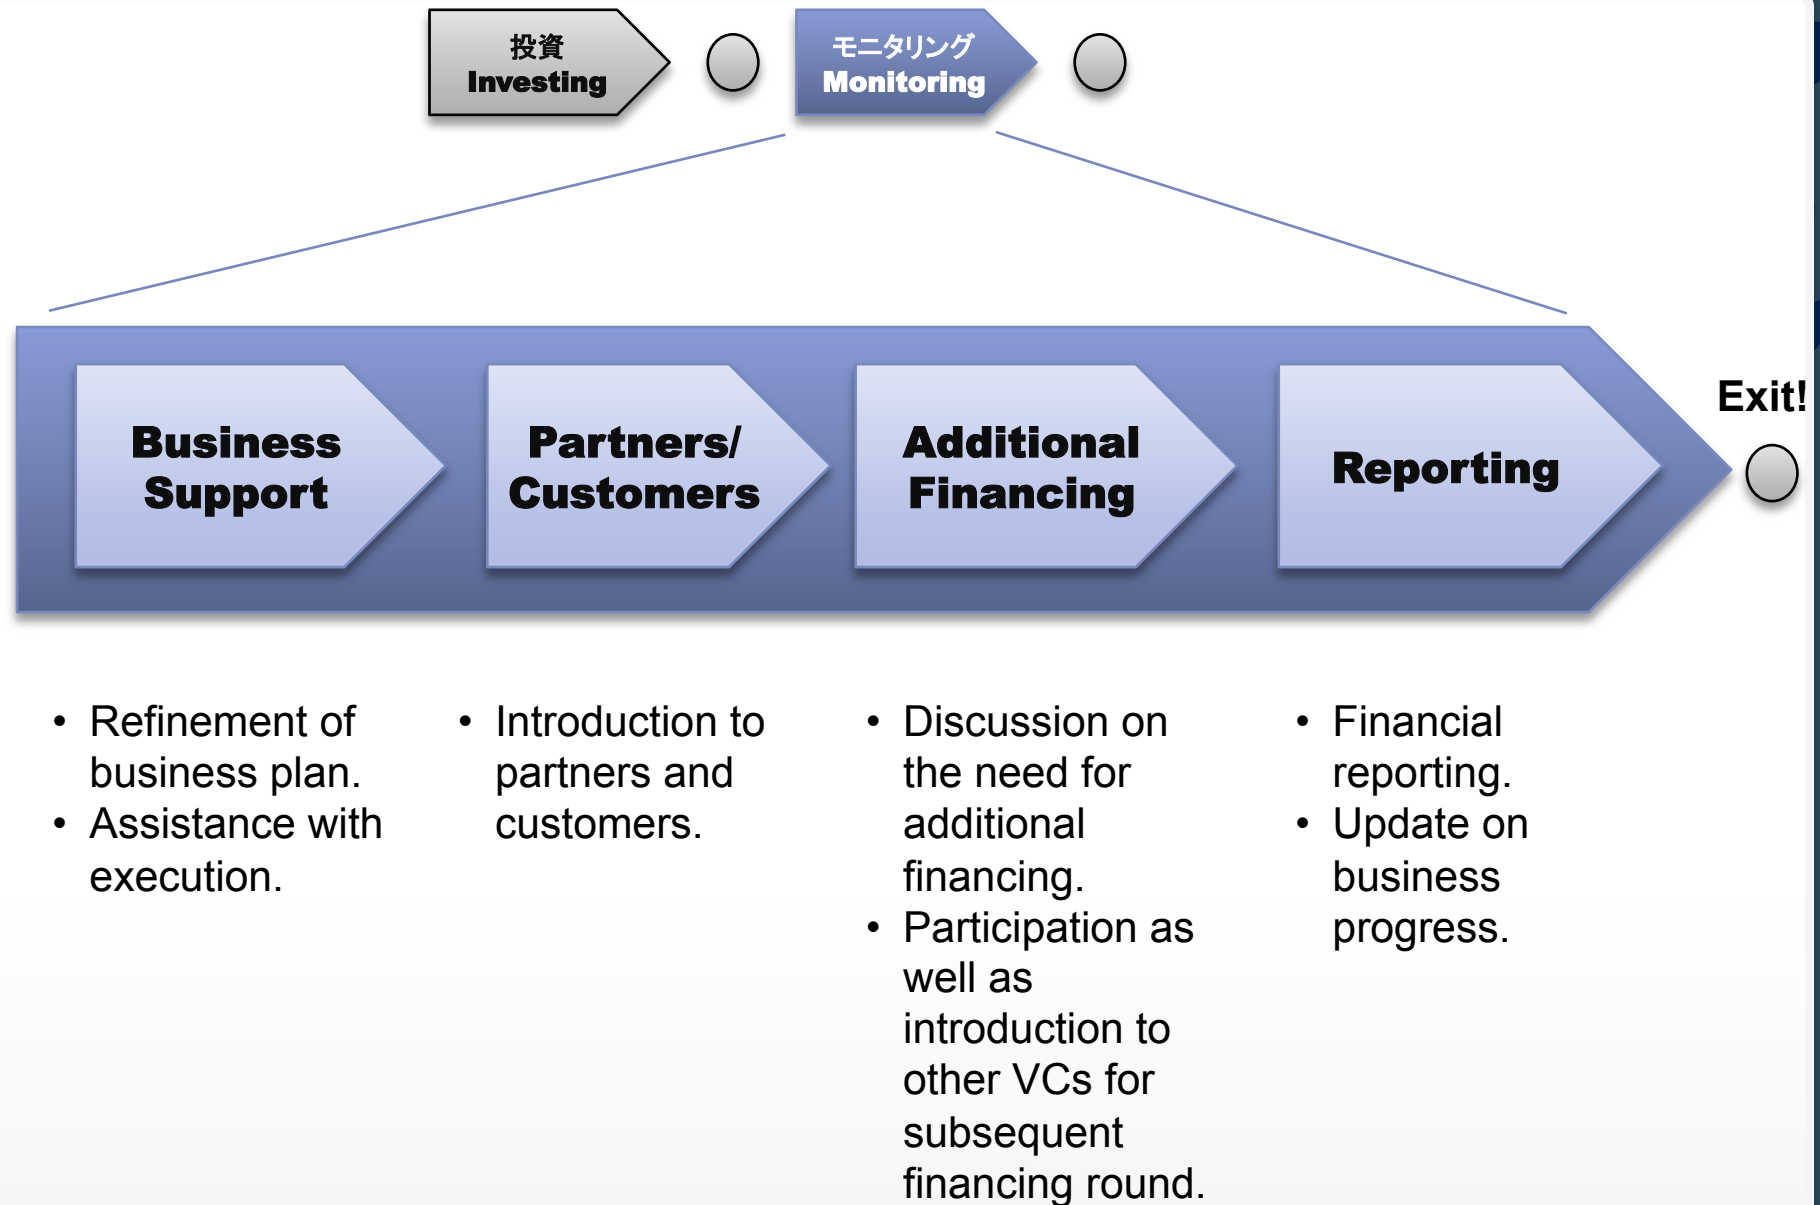 投資
Investing
モニタリング
Monitoring
Exit!
Business
Support
Partners/
Customers
Additional
Financing
Reporting
• Refinement of
business plan.
• Assistance with
execution.
• Introduction to
partners and
customers.
• Discussion on
the need for
additional
financing.
• Participation as
well as
introduction to
other VCs for
subsequent
financing round.
• Financial
reporting.
• Update on
business
progress.